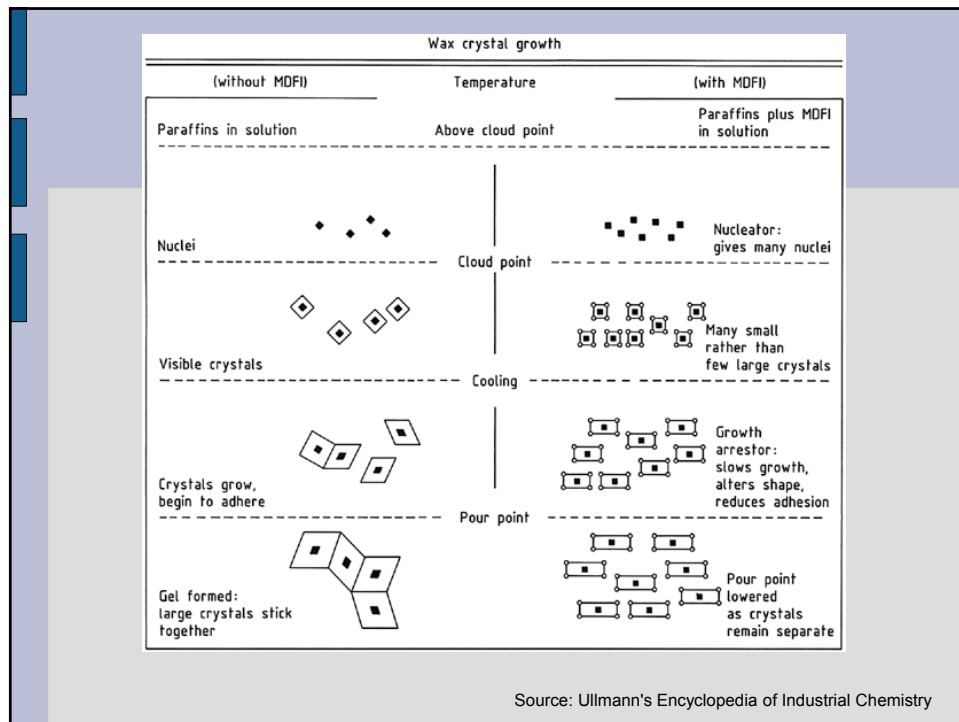 Wax crystal growth
(without MDFI) Temperature (with MDFI)
Paraffins in solution Above cloud point Paraffins plus MDFI
in solution
Nuclei
Nucleator:
gives many nuclei
Cloud point
Visible crystals
Many small
rather than
few large crystals
Cooling
Crystals grow,
begin to adhere
Growth
arrestor:
slows growth,
alters shape,
reduces adhesion
Pour point
Gel formed:
large crystals stick
together
Pour point
lowered
as crystals
remain separate
Source: Ullmann's Encyclopedia of Industrial Chemistry